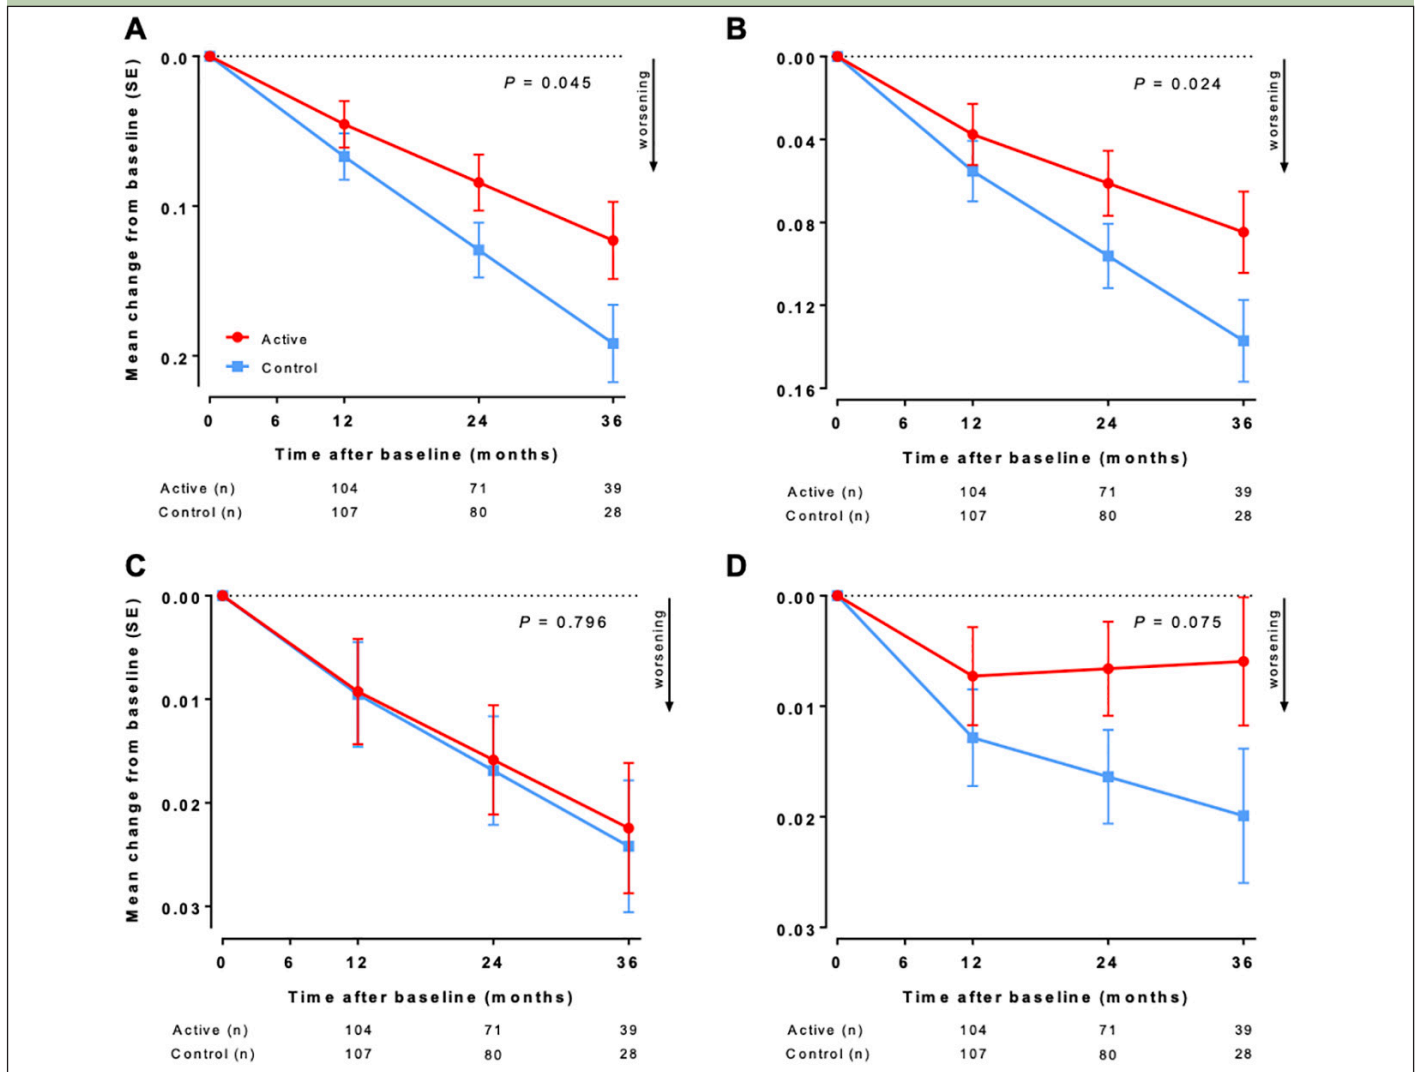 A
Mean change from baseline (SE)
0.0
0.1
0.2
P = 0.045
worsening
Active
Control
0 6 12 24 36
Time after baseline (months)
Active (n) 104 71 39
Control (n) 107 80 28
B
0.00
0.04
0.08
0.12
0.16
P = 0.024
worsening
0 6 12 24 36
Time after baseline (months)
Active (n) 104 71 39
Control (n) 107 80 28
C
Mean change from baseline (SE)
0.00
0.01
0.02
0.03
P = 0.796
worsening
0 6 12 24 36
Time after baseline (months)
Active (n) 104 71 39
Control (n) 107 80 28
D
0.00
0.01
0.02
0.03
P = 0.075
worsening
0 6 12 24 36
Time after baseline (months)
Active (n) 104 71 39
Control (n) 107 80 28